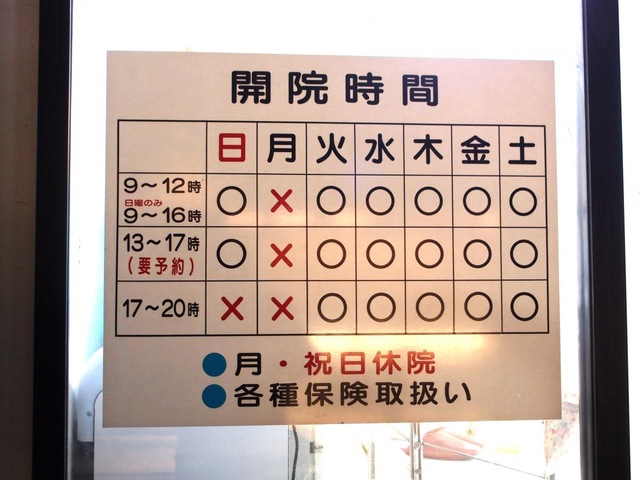 開院時間
日 月 火 水 木 金 土
9～12時 ○ × ○ ○ ○ ○ ○
日曜のみ
9～16時
13～17時 ○ × ○ ○ ○ ○ ○
(要予約)
17～20時 × × ○ ○ ○ ○ ○
●月・祝日休院
●各種保険取扱い